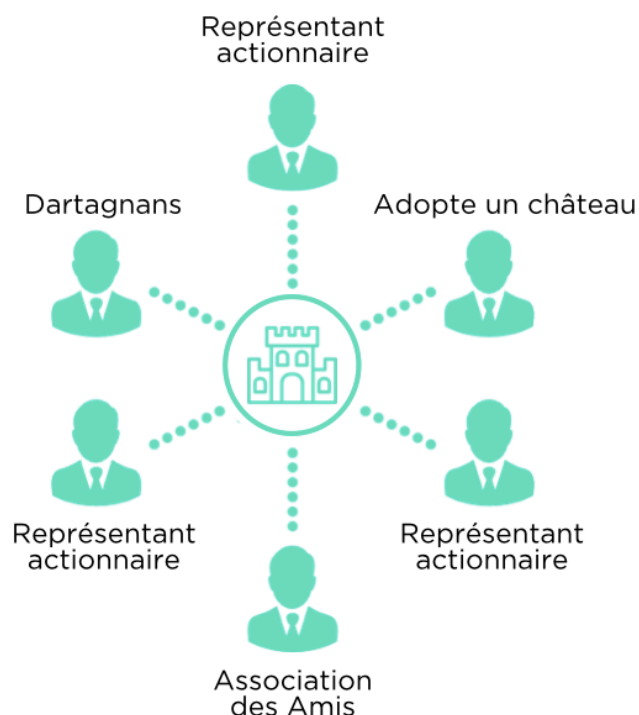 Représentant
actionnaire
Dartagnans
Adopte un château
Représentant
actionnaire
Représentant
actionnaire
Association
des Amis